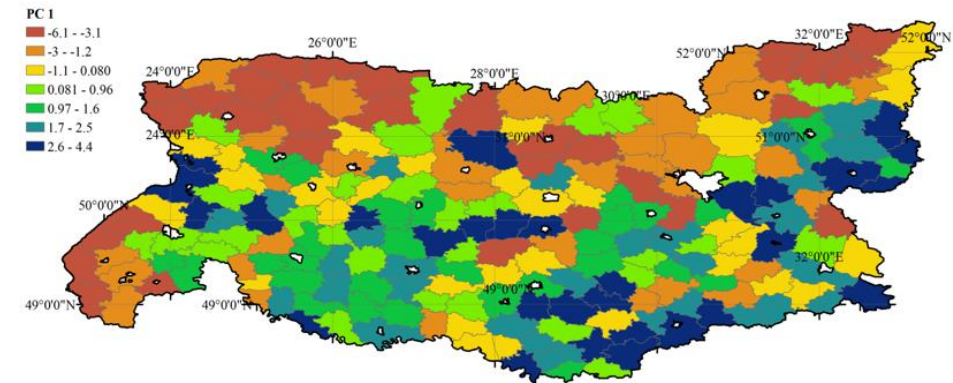 PC 1
-6.1 - -3.1
-3 - -1.2
-1.1 - 0.080
0.081 - 0.96
0.97 - 1.6
1.7 - 2.5
2.6 - 4.4
24°0'0"E
26°0'0"E
28°0'0"E
30°0'0"E
32°0'0"E
52°0'0"N
52°0'0"N
24°0'0"E
51°0'0"N
51°0'0"N
50°0'0"N
49°0'0"N
49°0'0"N
49°0'0"N
32°0'0"E